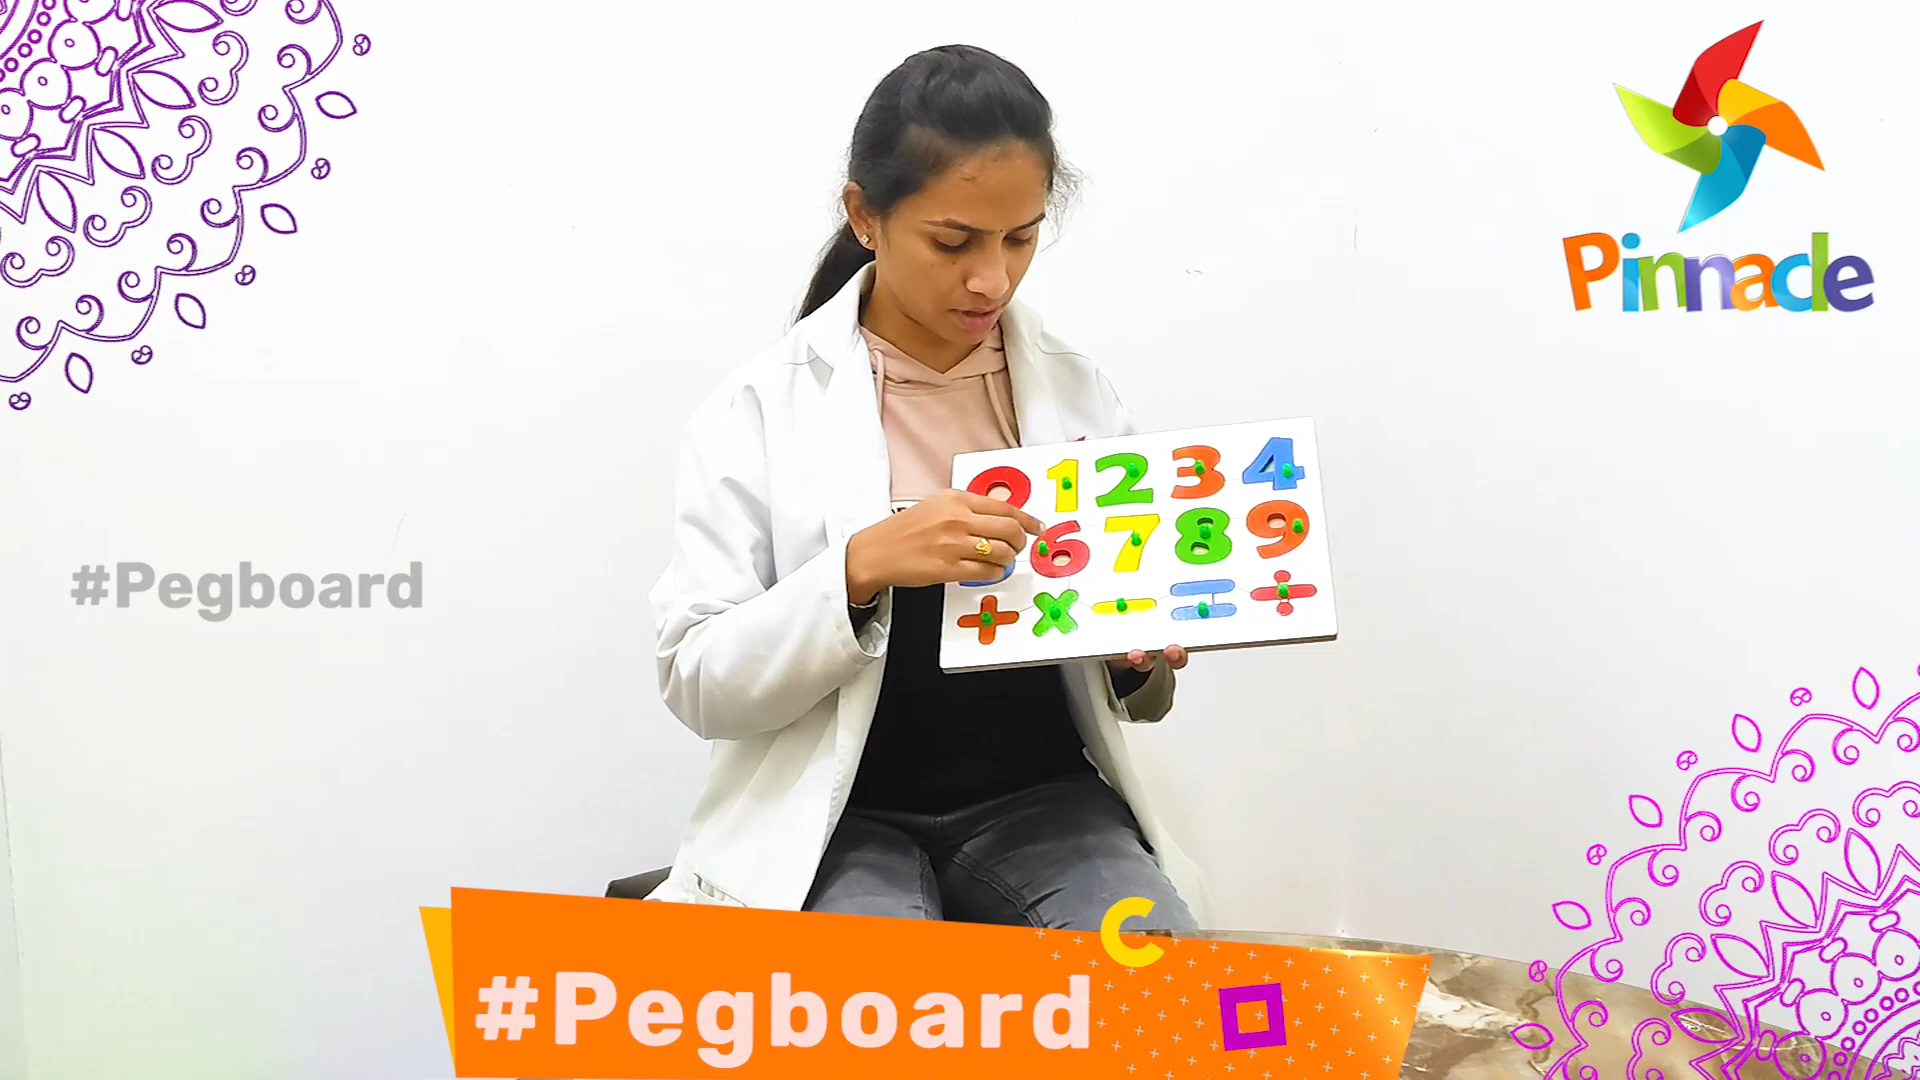 Pinnacle
0 1 2 3 4
6 7 8 9
+ × − = ÷
#Pegboard
#Pegboard